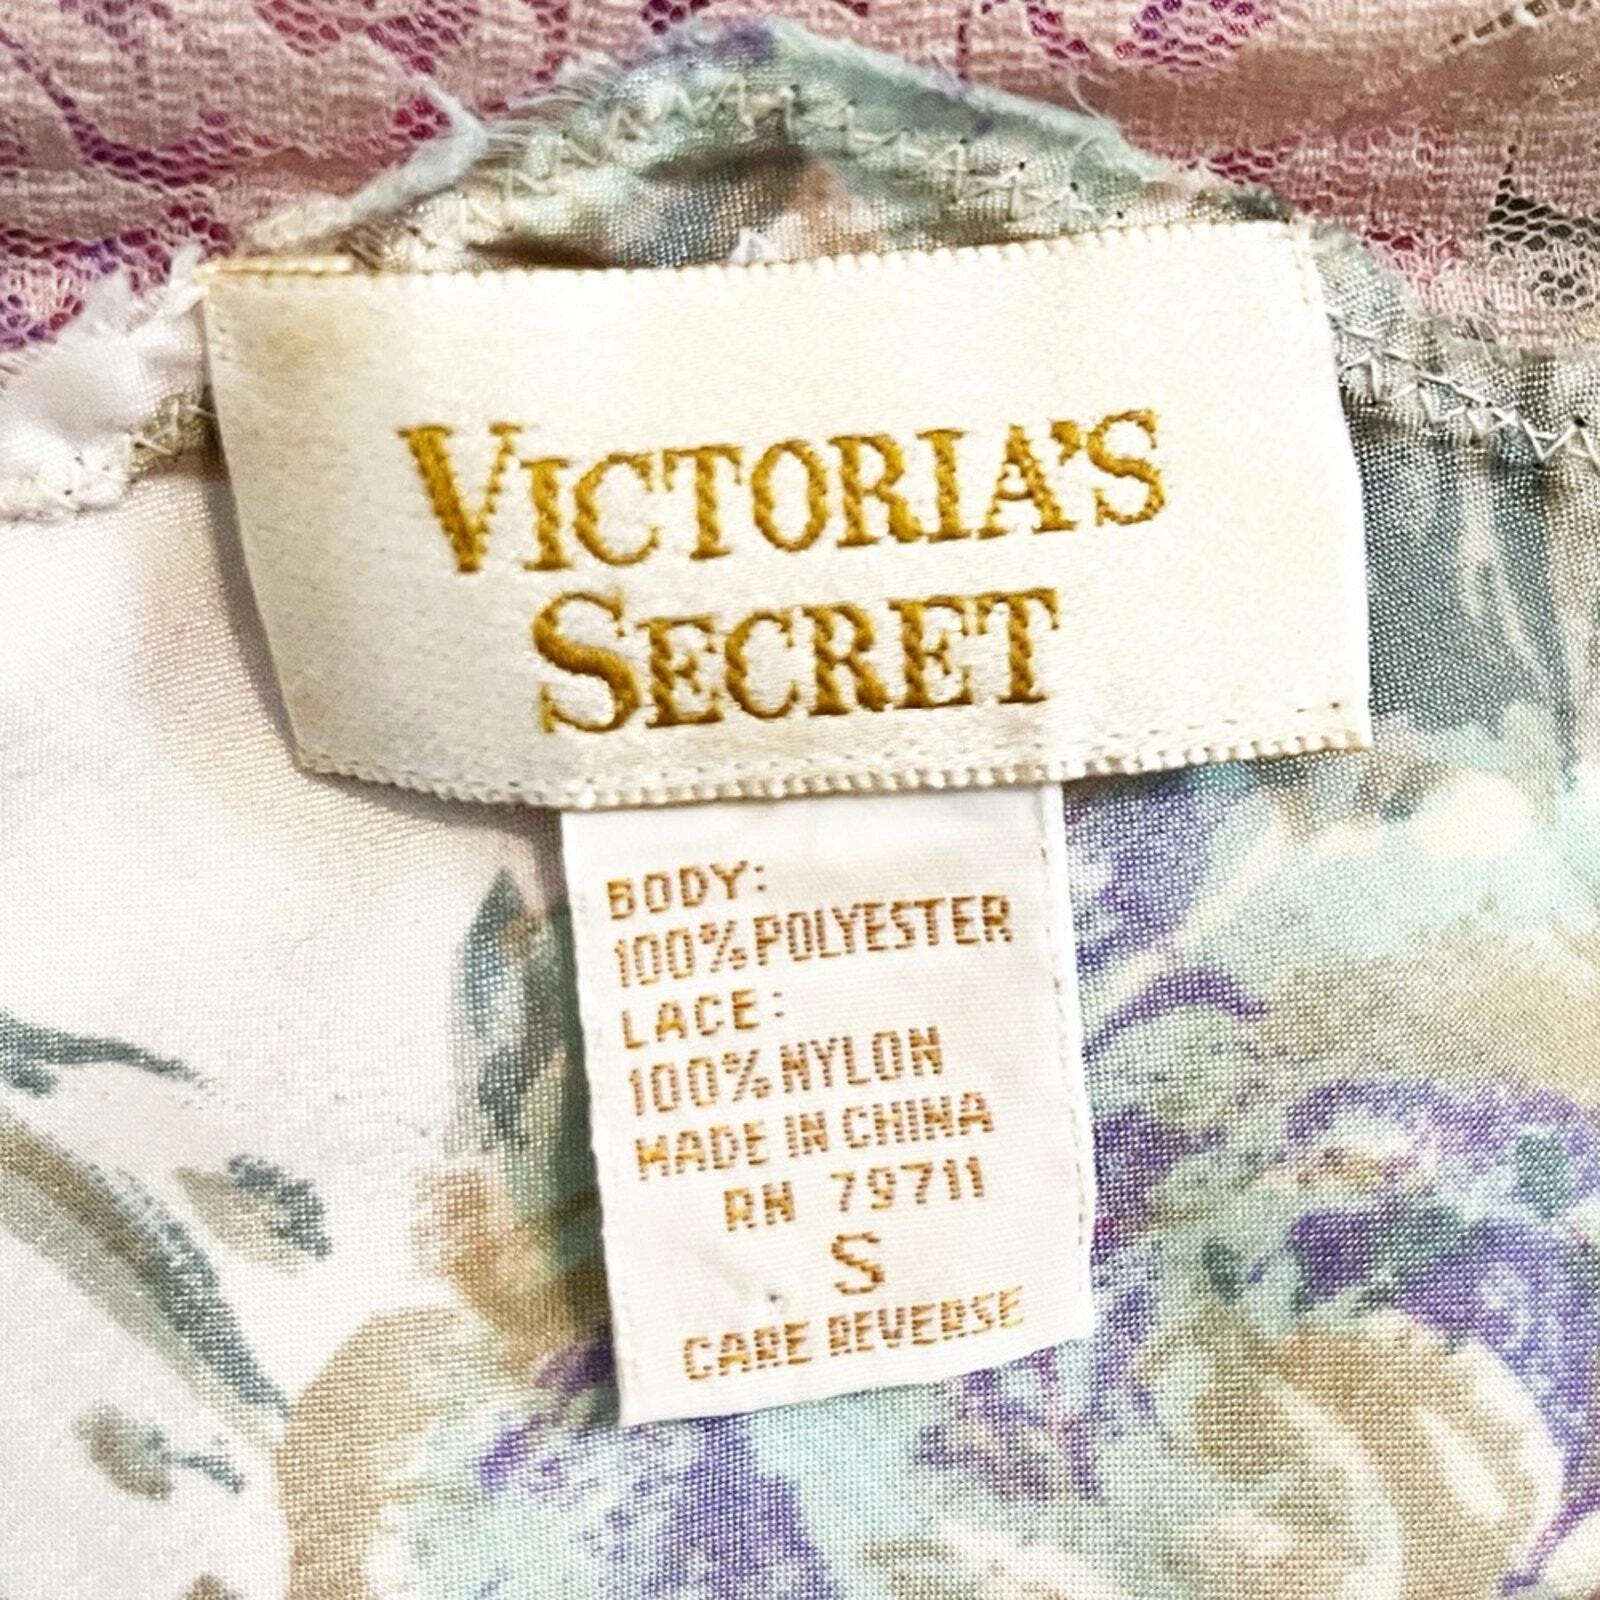 VICTORIA'S
SECRET
BODY:
100% POLYESTER
LACE:
100% NYLON
MADE IN CHINA
RN 79711
S
CARE REVERSE